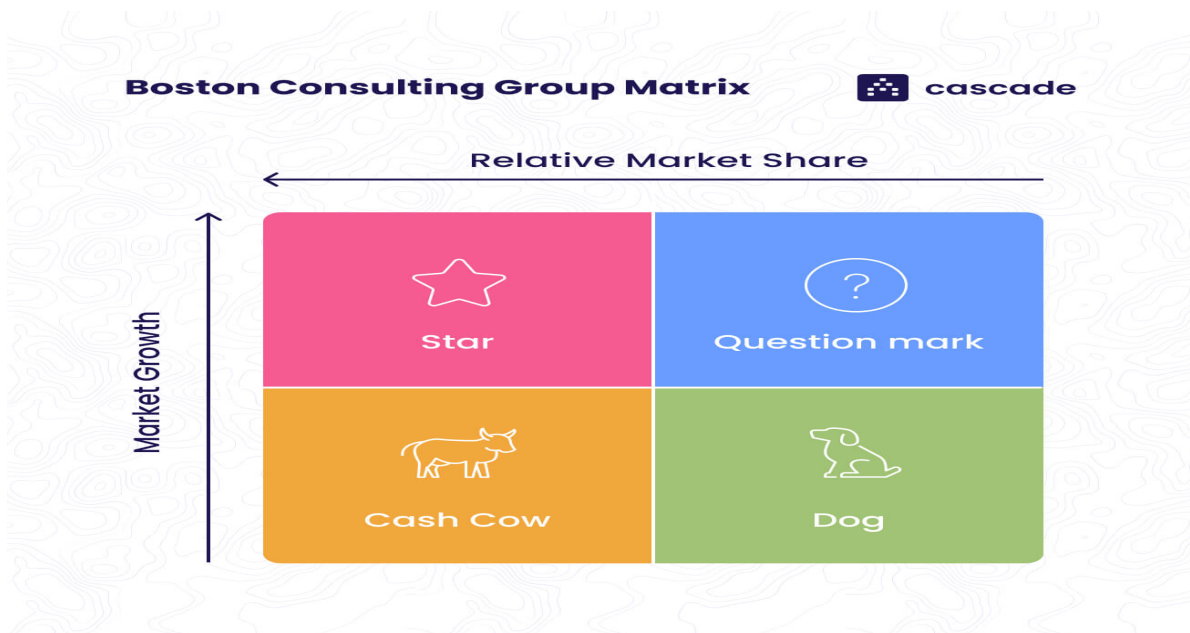 Boston Consulting Group Matrix
cascade
Relative Market Share
Market Growth
?
Star
Question mark
Cash Cow
Dog